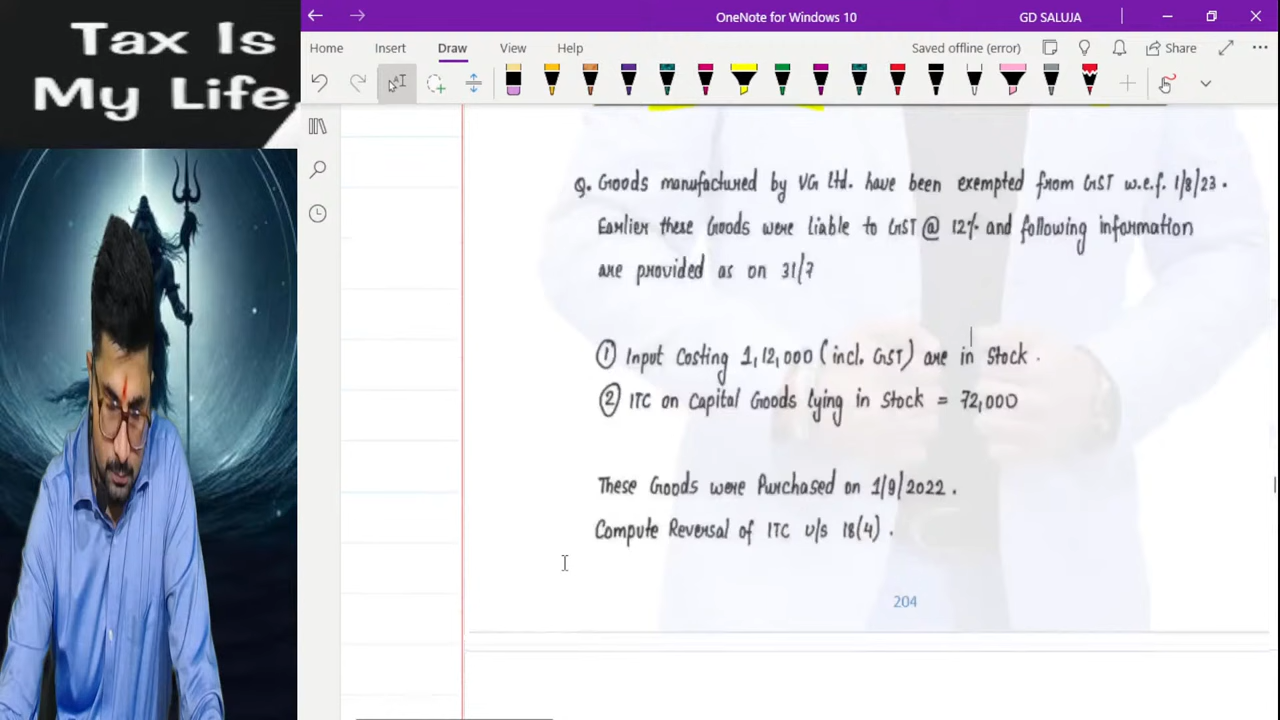 Tax Is
My Life
OneNote for Windows 10
GD SALUJA
Home Insert Draw View Help
Saved offline (error)
Share
Q. Goods manufactured by VG Ltd. have been exempted from GST w.e.f. 1/8/23.
Earlier these Goods were liable to GST @ 12% and following information
are provided as on 31/7
① Input Costing 1,12,000 (incl. GST) are in Stock.
② ITC on Capital Goods lying in Stock = 72,000
These Goods were Purchased on 1/9/2022.
Compute Reversal of ITC u/s 18(4).
204